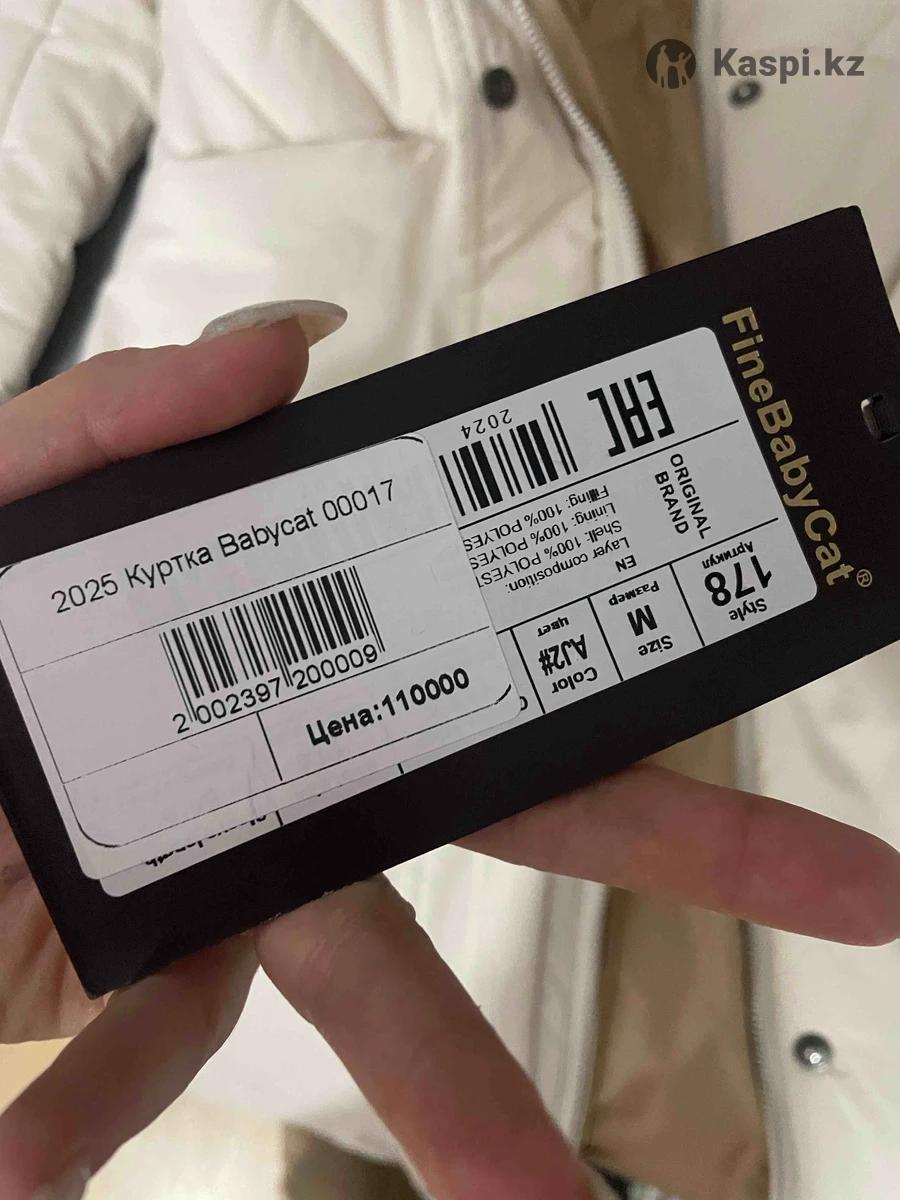 Kaspi.kz
FineBabyCat®
2025 Куртка Babycat 00017
2 002397 200009
Цена:110000
Style
Артикул
178
Size
Размер
M
Color
цвет
AJ2#
EN
Layer composition:
Shell: 100% POLYES
Lining: 100% POLYES
Filling: 100% POLYES
ORIGINAL
BRAND
EAC
2024